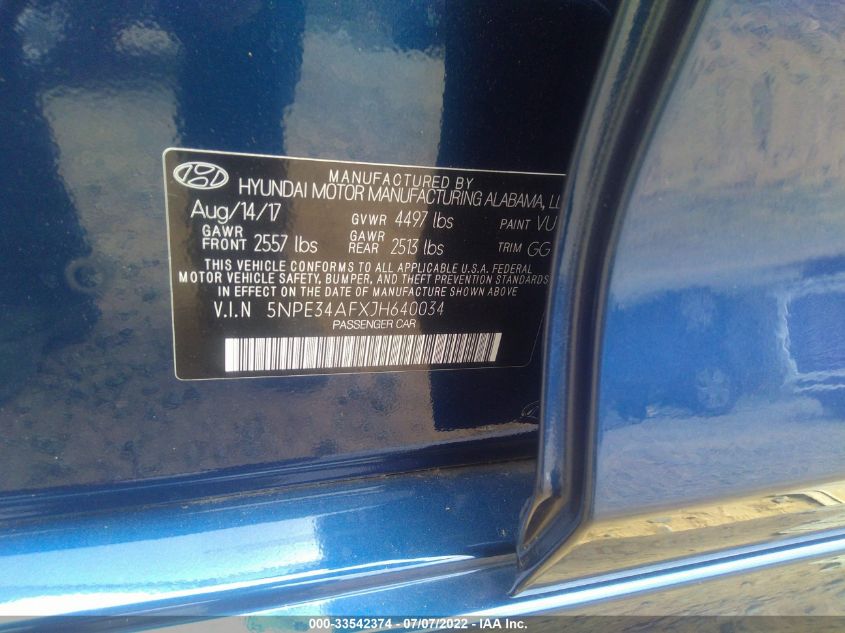 MANUFACTURED BY
HYUNDAI MOTOR MANUFACTURING ALABAMA,
Aug/14/17 GVWR 4497 lbs PAINT VU
GAWR FRONT 2557 lbs GAWR REAR 2513 lbs TRIM GG
THIS VEHICLE CONFORMS TO ALL APPLICABLE U.S.A. FEDERAL
MOTOR VEHICLE SAFETY, BUMPER, AND THEFT PREVENTION STANDARDS
IN EFFECT ON THE DATE OF MANUFACTURE SHOWN ABOVE
V.I.N 5NPE34AFXJH640034
PASSENGER CAR
000-33542374 - 07/07/2022 - IAA Inc.